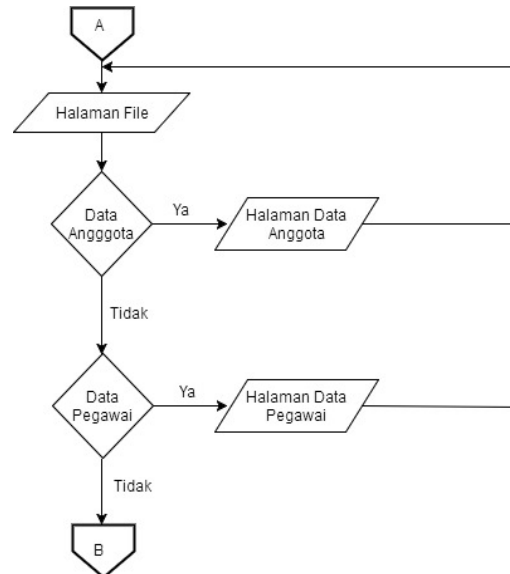 A
Halaman File
Data
Angggota
Ya
Halaman Data
Anggota
Tidak
Data
Pegawai
Ya
Halaman Data
Pegawai
Tidak
B